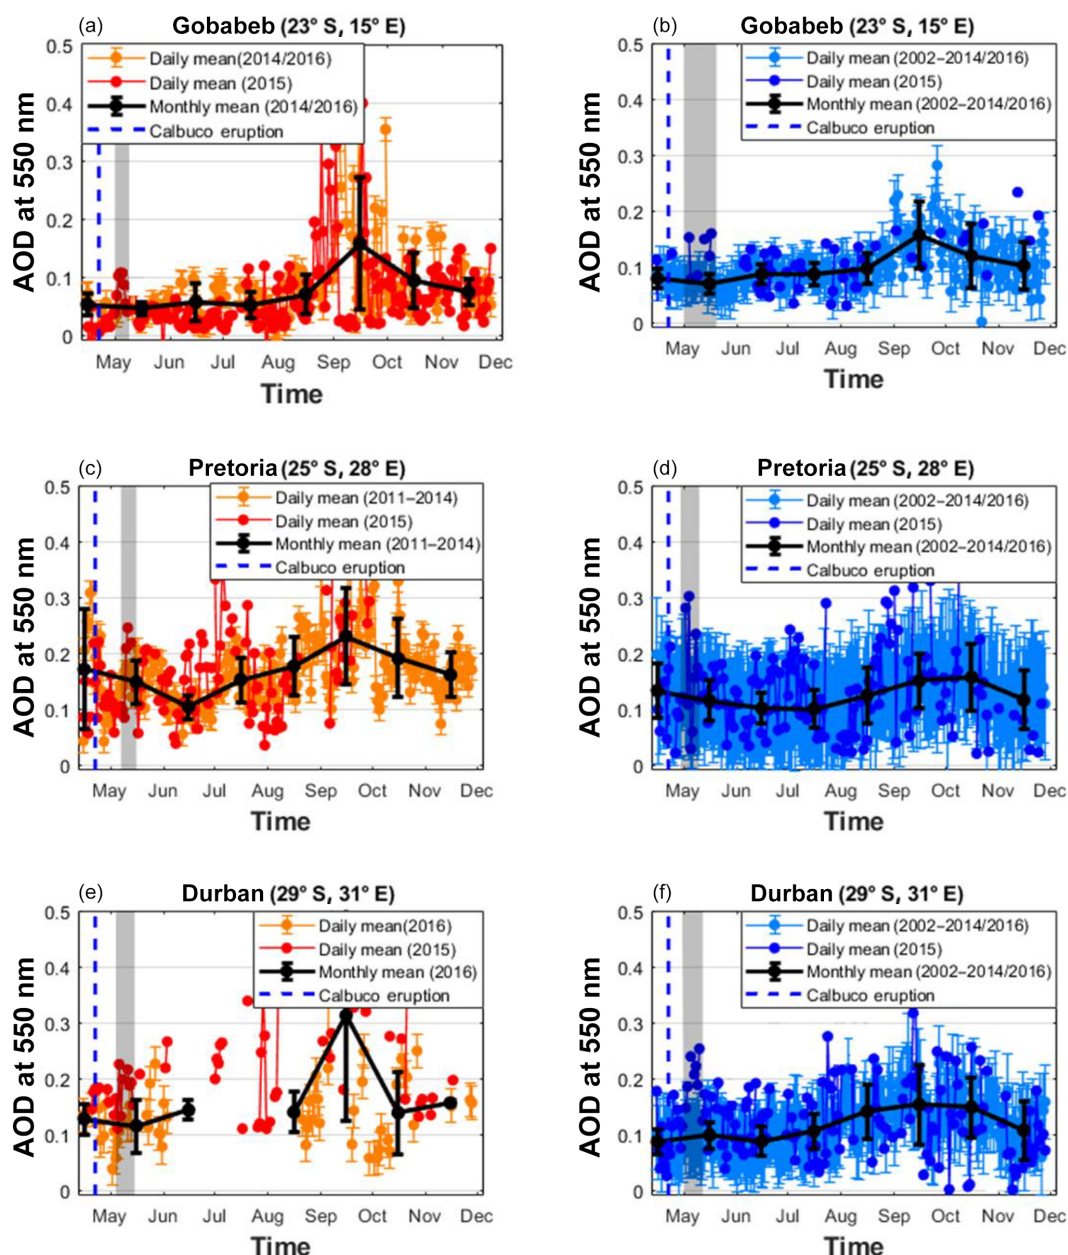 (a)
Gobabeb (23° S, 15° E)
AOD at 550 nm
0.5
0.4
0.3
0.2
0.1
0
Daily mean(2014/2016)
Daily mean (2015)
Monthly mean (2014/2016)
Calbuco eruption
May Jun Jul Aug Sep Oct Nov Dec
Time
(b)
Gobabeb (23° S, 15° E)
AOD at 550 nm
0.5
0.4
0.3
0.2
0.1
0
Daily mean (2002–2014/2016)
Daily mean (2015)
Monthly mean (2002–2014/2016)
Calbuco eruption
May Jun Jul Aug Sep Oct Nov Dec
Time
(c)
Pretoria (25° S, 28° E)
AOD at 550 nm
0.5
0.4
0.3
0.2
0.1
0
Daily mean (2011–2014)
Daily mean (2015)
Monthly mean (2011–2014)
Calbuco eruption
May Jun Jul Aug Sep Oct Nov Dec
Time
(d)
Pretoria (25° S, 28° E)
AOD at 550 nm
0.5
0.4
0.3
0.2
0.1
0
Daily mean (2002–2014/2016)
Daily mean (2015)
Monthly mean (2002–2014/2016)
Calbuco eruption
May Jun Jul Aug Sep Oct Nov Dec
Time
(e)
Durban (29° S, 31° E)
AOD at 550 nm
0.5
0.4
0.3
0.2
0.1
0
Daily mean(2016)
Daily mean (2015)
Monthly mean (2016)
Calbuco eruption
May Jun Jul Aug Sep Oct Nov Dec
Time
(f)
Durban (29° S, 31° E)
AOD at 550 nm
0.5
0.4
0.3
0.2
0.1
0
Daily mean (2002–2014/2016)
Daily mean (2015)
Monthly mean (2002–2014/2016)
Calbuco eruption
May Jun Jul Aug Sep Oct Nov Dec
Time